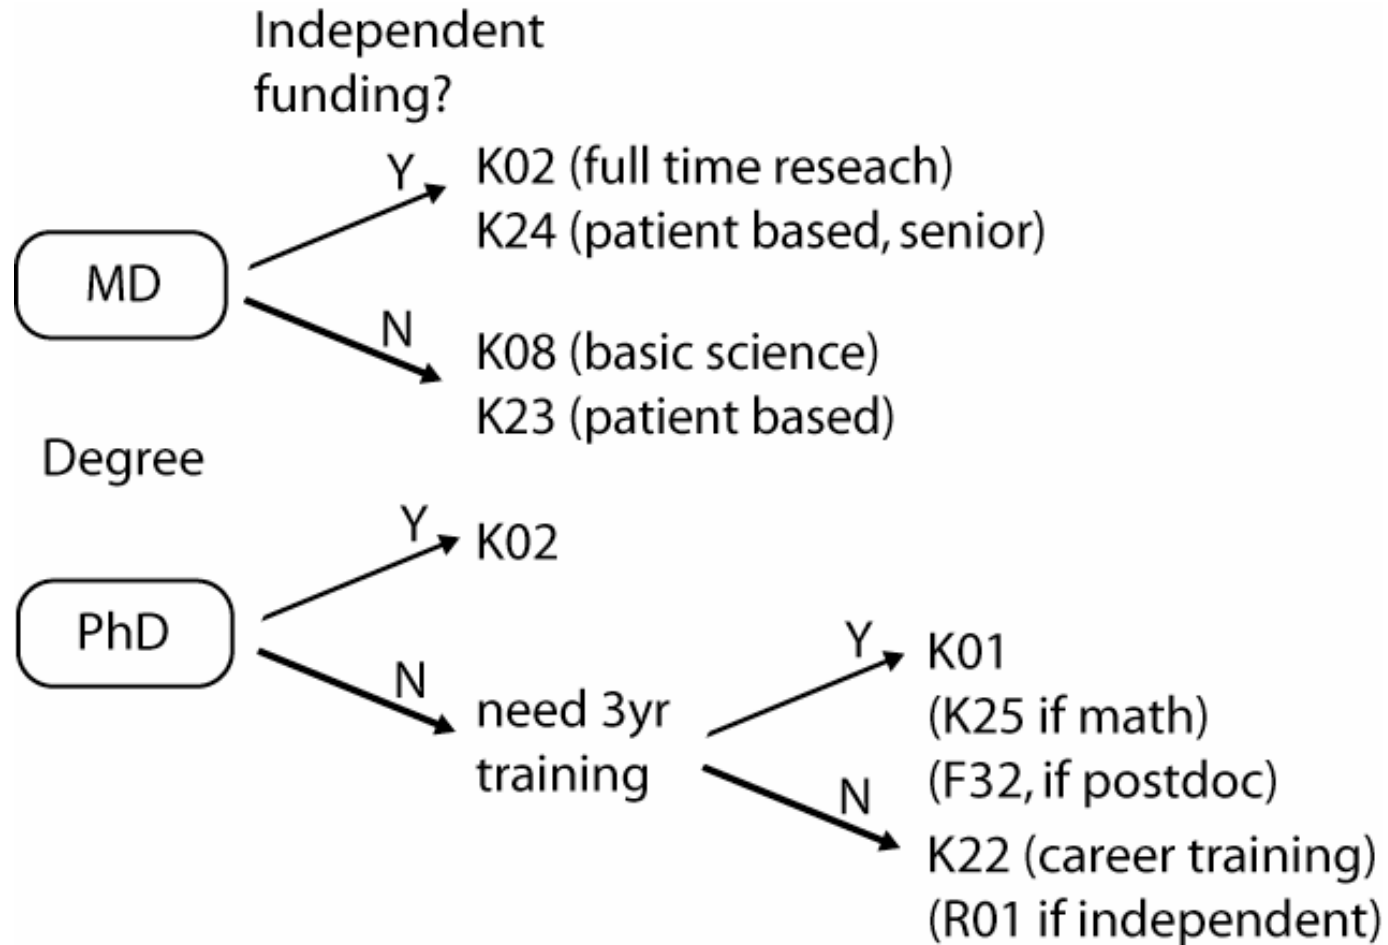 Independent
funding?
Y
K02 (full time reseach)
K24 (patient based, senior)
MD
N
K08 (basic science)
K23 (patient based)
Degree
Y
K02
PhD
N
need 3yr
training
Y
K01
(K25 if math)
(F32, if postdoc)
N
K22 (career training)
(R01 if independent)